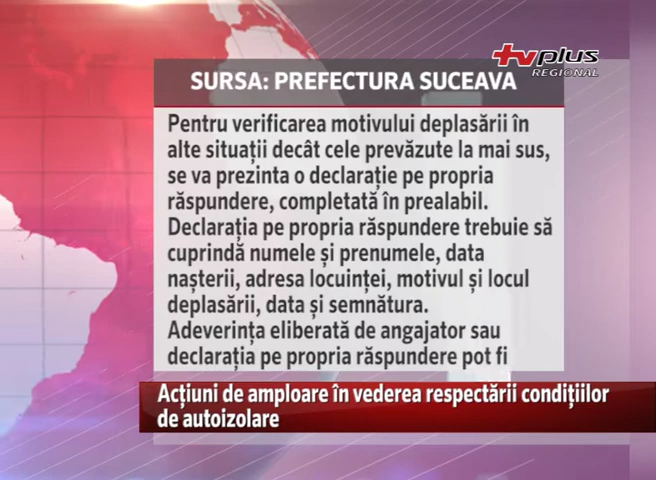 tvplus
REGIONAL
SURSA: PREFECTURA SUCEAVA
Pentru verificarea motivului deplasării în
alte situații decât cele prevăzute la mai sus,
se va prezinta o declarație pe propria
răspundere, completată în prealabil.
Declarația pe propria răspundere trebuie să
cuprindă numele și prenumele, data
nașterii, adresa locuinței, motivul și locul
deplasării, data și semnătura.
Adeverința eliberată de angajator sau
declarația pe propria răspundere pot fi
Acțiuni de amploare în vederea respectării condițiilor
de autoizolare